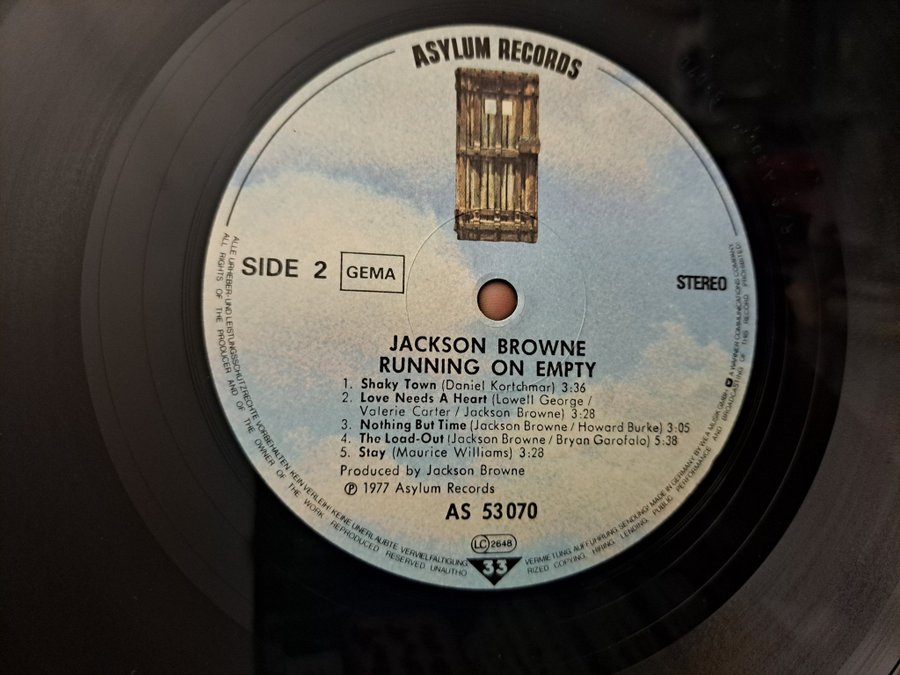 ASYLUM RECORDS
SIDE 2
GEMA
STEREO
JACKSON BROWNE
RUNNING ON EMPTY
1. Shaky Town (Daniel Kortchmar) 3:36
2. Love Needs A Heart (Lowell George /
Valerie Carter / Jackson Browne) 3:28
3. Nothing But Time (Jackson Browne / Howard Burke) 3:05
4. The Load-Out (Jackson Browne / Bryan Garofalo) 5:38
5. Stay (Maurice Williams) 3:28
Produced by Jackson Browne
Ⓟ 1977 Asylum Records
AS 53 070
LC 2648
33
ALLE URHEBER- UND LEISTUNGSSCHUTZRECHTE VORBEHALTEN KEIN VERLEIH! KEINE UNERLAUBTE VERVIELFÄLTIGUNG,
VERMIETUNG, AUFFÜHRUNG, SENDUNG! MADE IN GERMANY BY WEA MUSIK GMBH A WARNER COMMUNICATIONS COMPANY
ALL RIGHTS OF THE PRODUCER AND OF THE OWNER OF THE WORK REPRODUCED RESERVED UNAUTHO
RIZED COPYING, HIRING, LENDING, PUBLIC PERFORMANCE AND BROADCASTING OF THIS RECORD PROHIBITED!